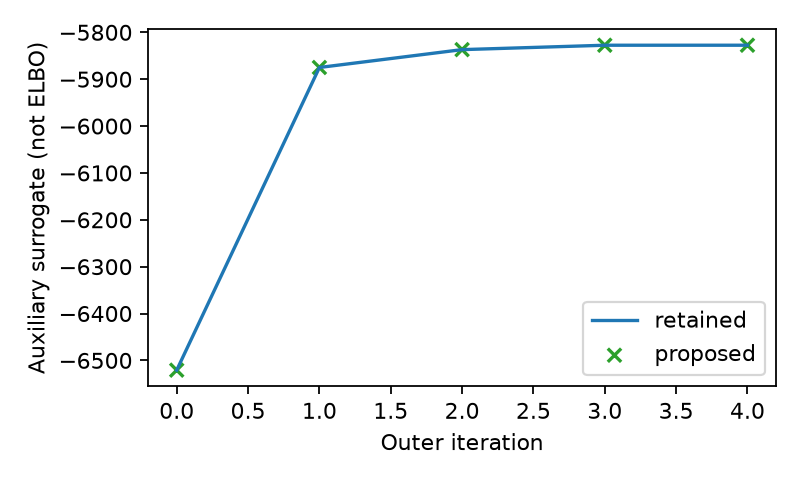 Auxiliary surrogate (not ELBO)
−5800
−5900
−6000
−6100
−6200
−6300
−6400
−6500
retained
proposed
0.0 0.5 1.0 1.5 2.0 2.5 3.0 3.5 4.0
Outer iteration